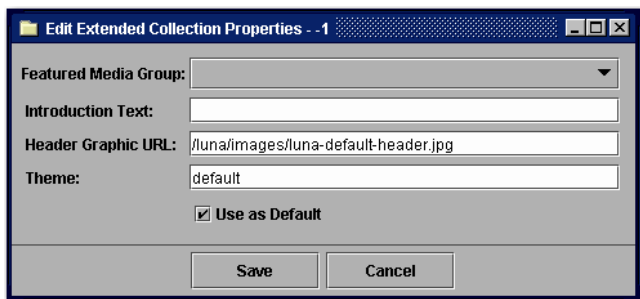 Edit Extended Collection Properties - -1
Featured Media Group:
Introduction Text:
Header Graphic URL: /luna/images/luna-default-header.jpg
Theme: default
Use as Default
Save Cancel